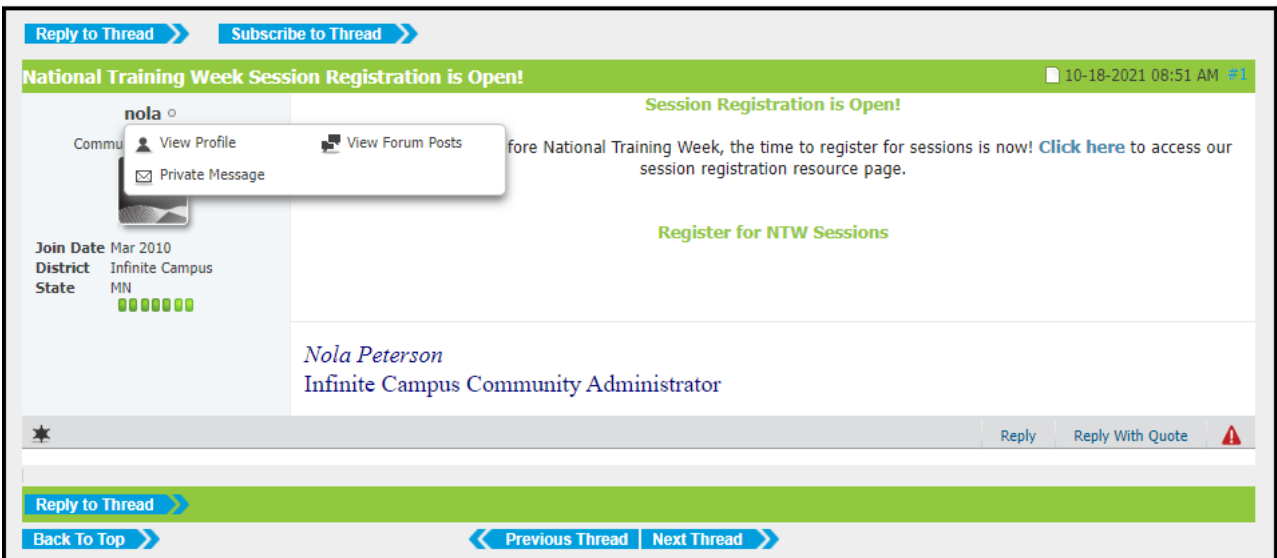 Reply to Thread Subscribe to Thread
National Training Week Session Registration is Open! 10-18-2021 08:51 AM #1
nola
Session Registration is Open!
View Profile View Forum Posts
Private Message
Commu
fore National Training Week, the time to register for sessions is now! Click here to access our
session registration resource page.
Register for NTW Sessions
Join Date Mar 2010
District Infinite Campus
State MN
Nola Peterson
Infinite Campus Community Administrator
Reply Reply With Quote
Reply to Thread
Back To Top Previous Thread Next Thread